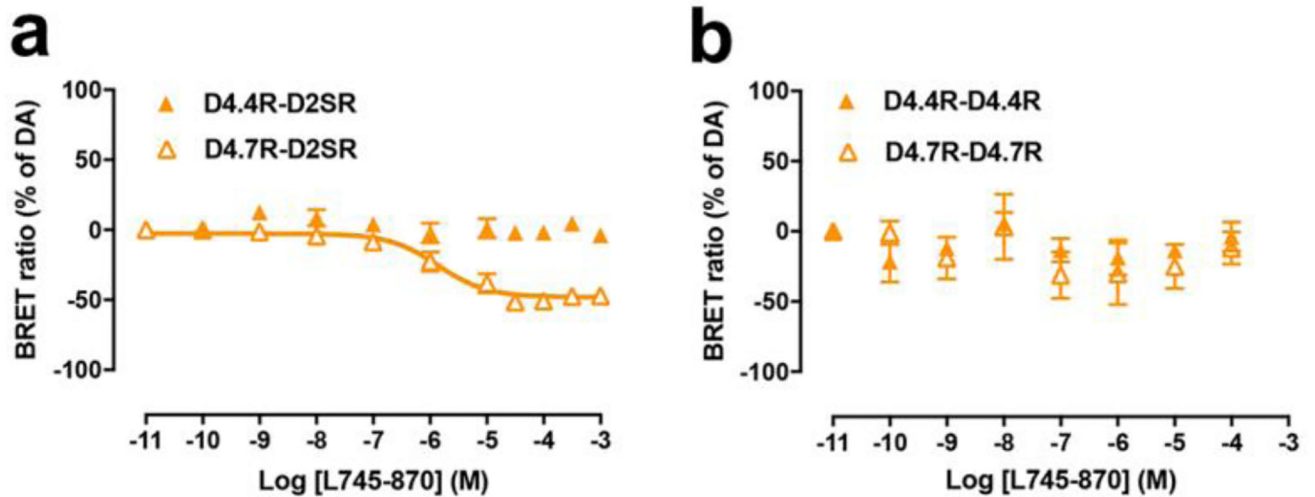 a
D4.4R-D2SR
D4.7R-D2SR
BRET ratio (% of DA)
100
50
0
-50
-100
-11 -10 -9 -8 -7 -6 -5 -4 -3
Log [L745-870] (M)
b
D4.4R-D4.4R
D4.7R-D4.7R
BRET ratio (% of DA)
100
50
0
-50
-100
-11 -10 -9 -8 -7 -6 -5 -4 -3
Log [L745-870] (M)